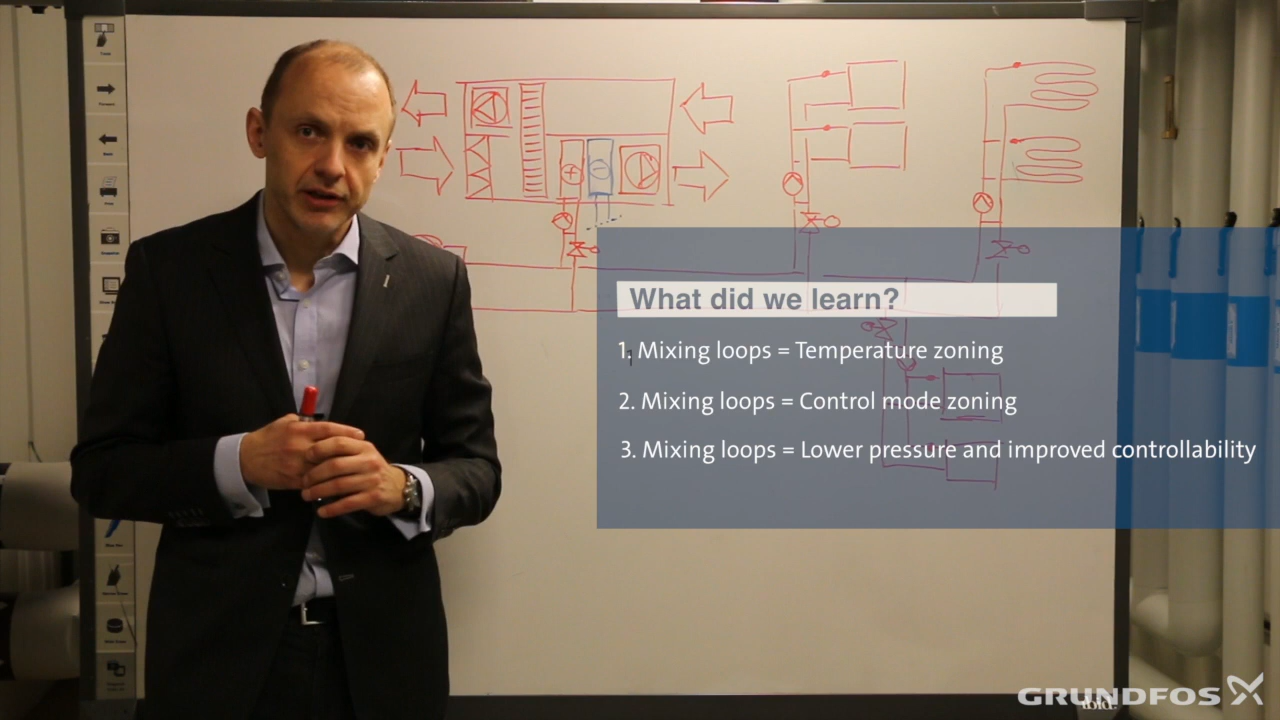 What did we learn?
1. Mixing loops = Temperature zoning
2. Mixing loops = Control mode zoning
3. Mixing loops = Lower pressure and improved controllability
GRUNDFOS